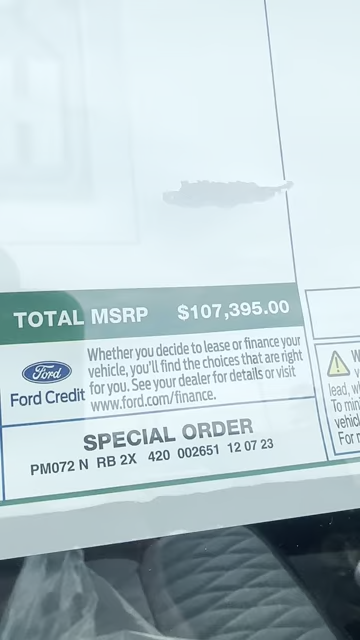 TOTAL MSRP $107,395.00
Ford
Ford Credit
Whether you decide to lease or finance your
vehicle, you'll find the choices that are right
for you. See your dealer for details or visit
www.ford.com/finance.
SPECIAL ORDER
PM072 N RB 2X 420 002651 12 07 23
lead, 
To 
vehicl
For